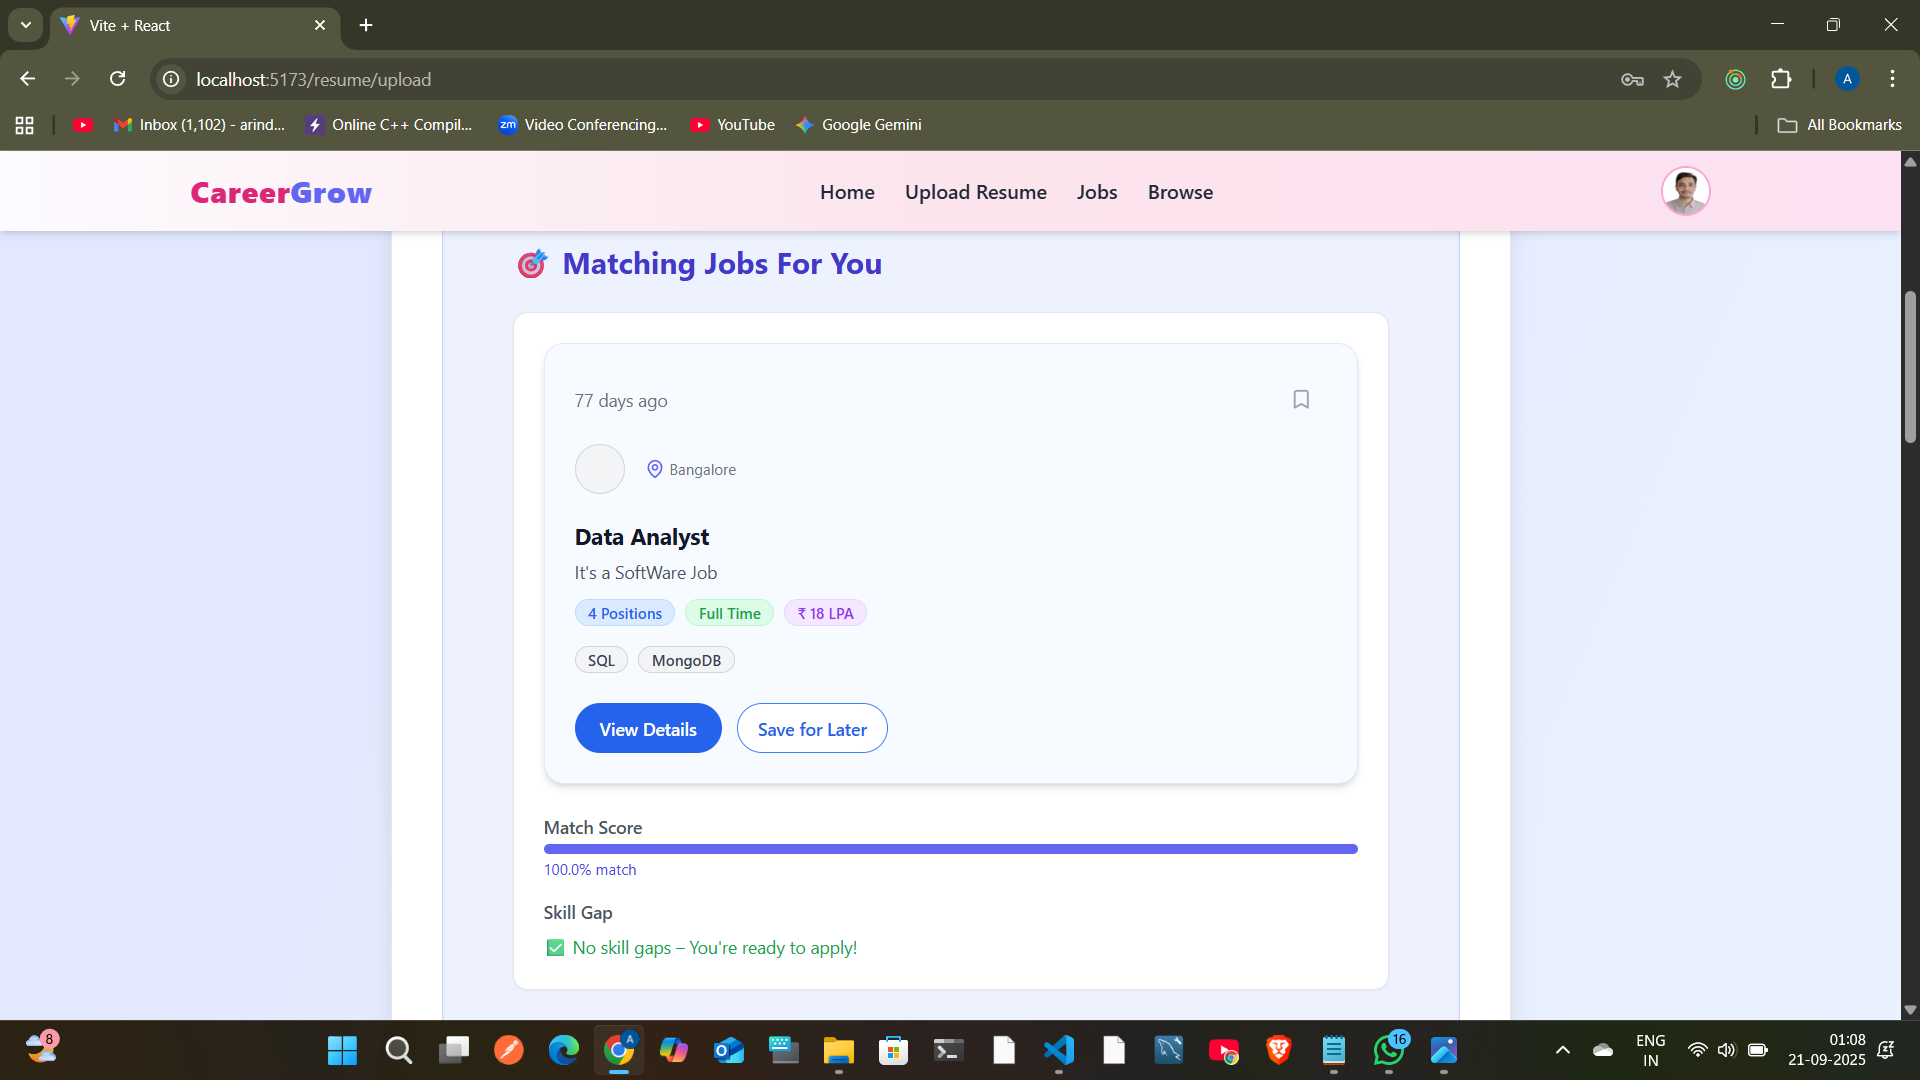 Vite + React
localhost:5173/resume/upload
A
Inbox (1,102) - arind...
Online C++ Compil...
zm
Video Conferencing...
YouTube
Google Gemini
All Bookmarks
CareerGrow
Home
Upload Resume
Jobs
Browse
Matching Jobs For You
77 days ago
Bangalore
Data Analyst
It's a SoftWare Job
4 Positions
Full Time
₹ 18 LPA
SQL
MongoDB
View Details
Save for Later
Match Score
100.0% match
Skill Gap
✅ No skill gaps – You're ready to apply!
8
A
16
ENG
IN
01:08
21-09-2025